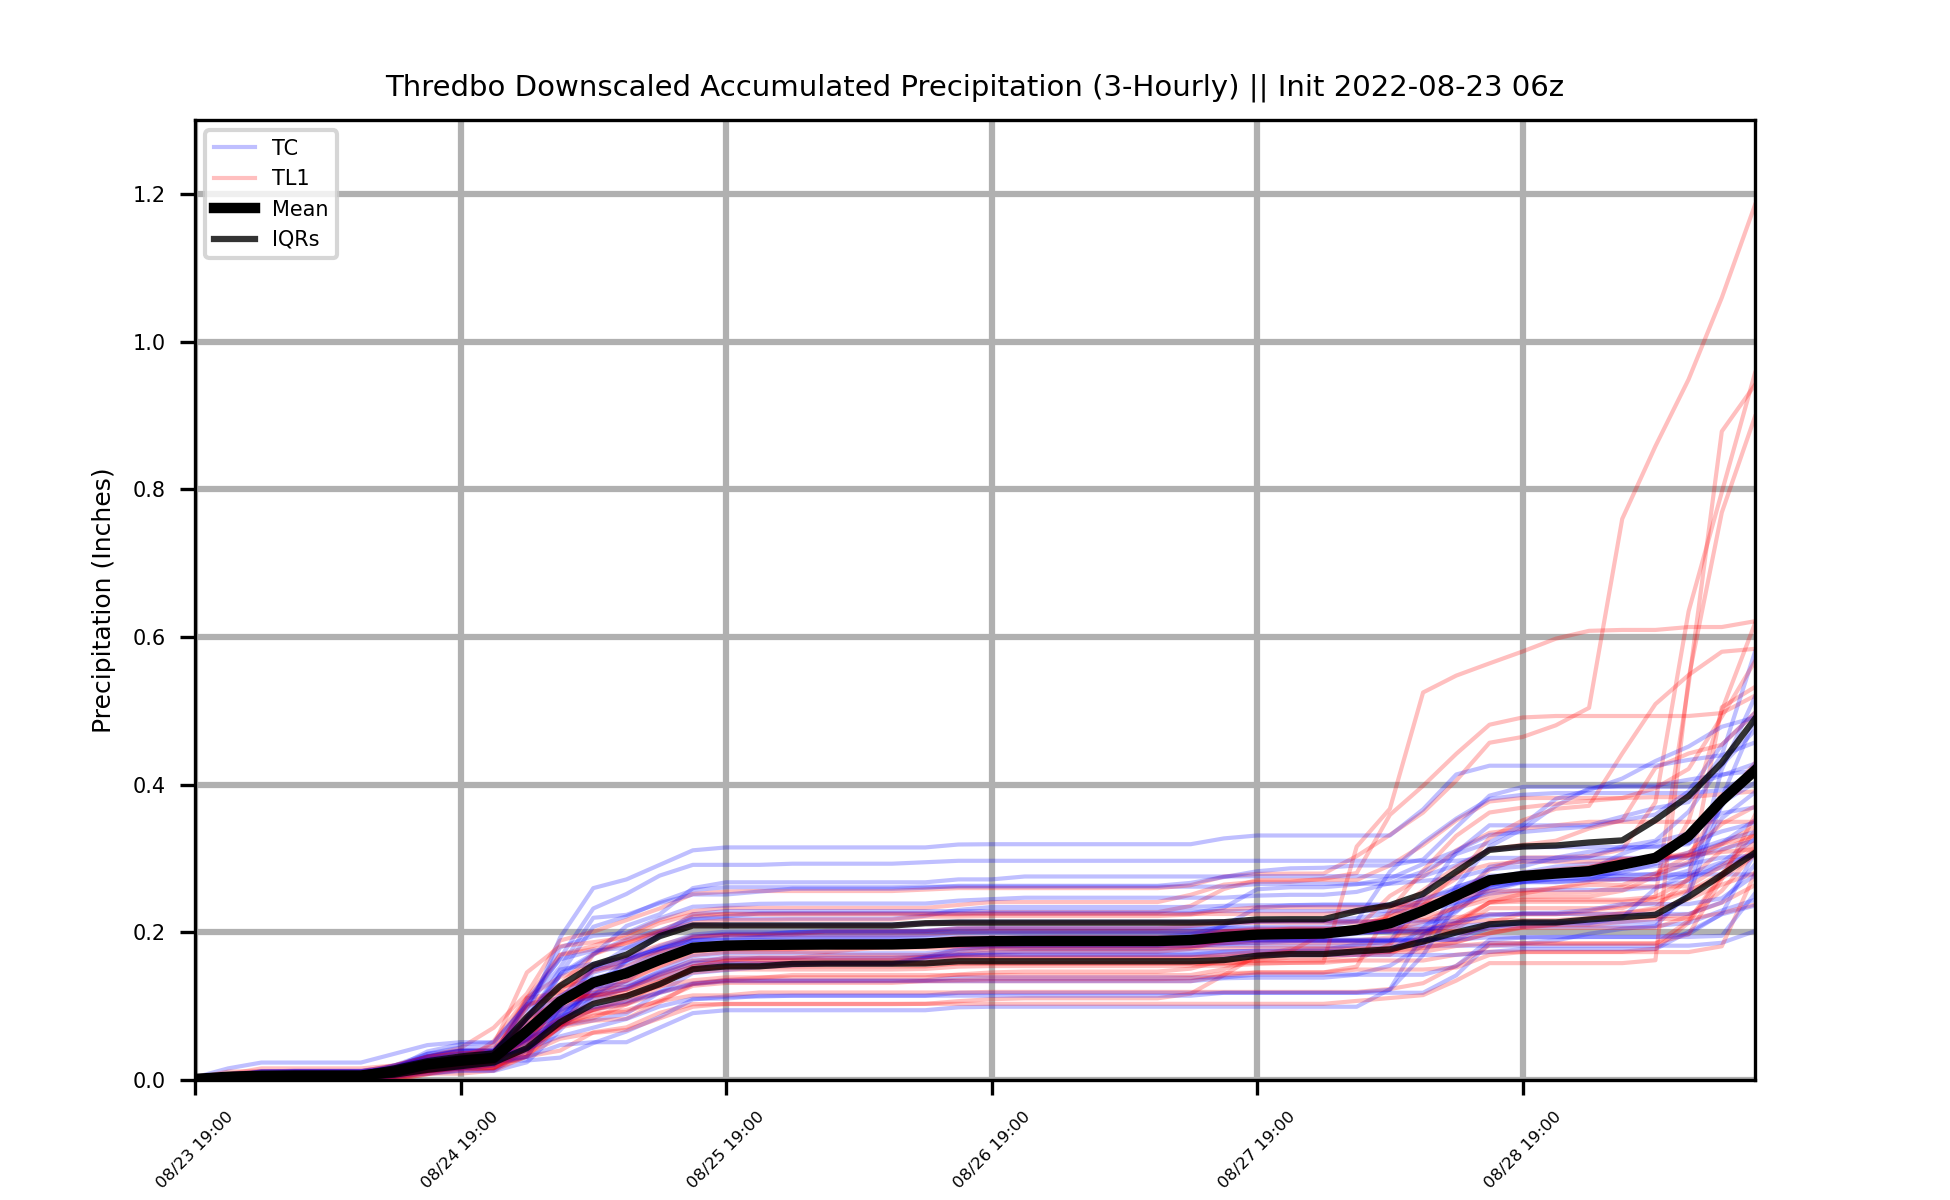 Thredbo Downscaled Accumulated Precipitation (3-Hourly) || Init 2022-08-23 06z
TC
TL1
Mean
IQRs
Precipitation (Inches)
1.2
1.0
0.8
0.6
0.4
0.2
0.0
08/23 19:00
08/24 19:00
08/25 19:00
08/26 19:00
08/27 19:00
08/28 19:00